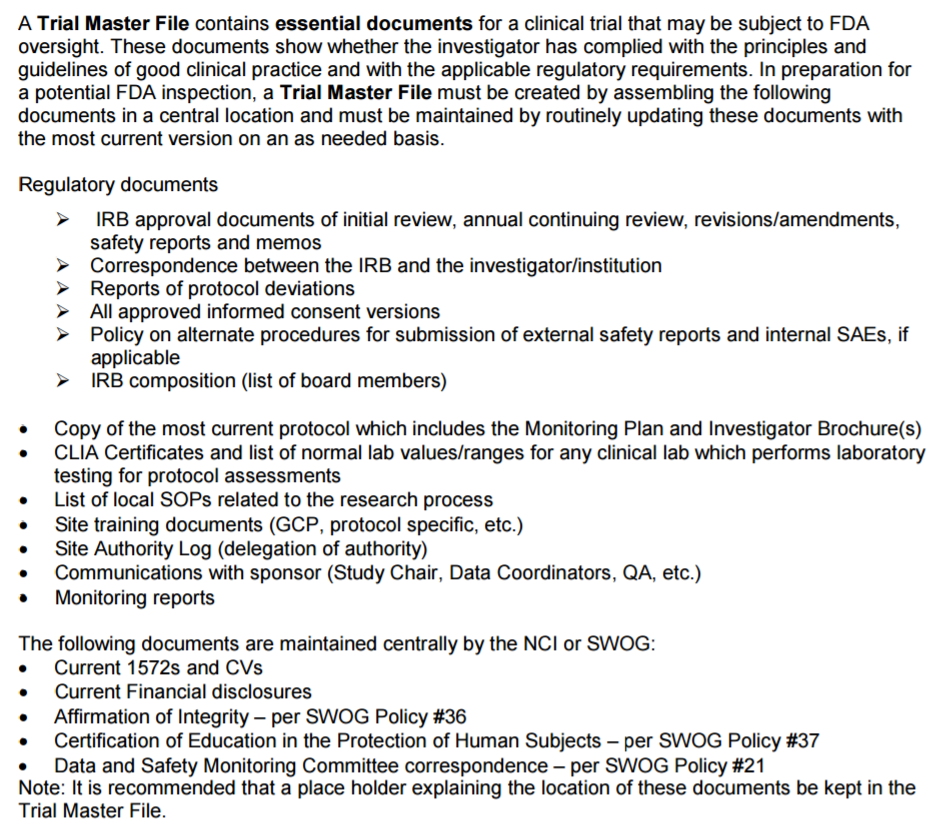 A Trial Master File contains essential documents for a clinical trial that may be subject to FDA
oversight. These documents show whether the investigator has complied with the principles and
guidelines of good clinical practice and with the applicable regulatory requirements. In preparation for
a potential FDA inspection, a Trial Master File must be created by assembling the following
documents in a central location and must be maintained by routinely updating these documents with
the most current version on an as needed basis.
Regulatory documents
➢ IRB approval documents of initial review, annual continuing review, revisions/amendments,
safety reports and memos
➢ Correspondence between the IRB and the investigator/institution
➢ Reports of protocol deviations
➢ All approved informed consent versions
➢ Policy on alternate procedures for submission of external safety reports and internal SAEs, if
applicable
➢ IRB composition (list of board members)
• Copy of the most current protocol which includes the Monitoring Plan and Investigator Brochure(s)
• CLIA Certificates and list of normal lab values/ranges for any clinical lab which performs laboratory
testing for protocol assessments
• List of local SOPs related to the research process
• Site training documents (GCP, protocol specific, etc.)
• Site Authority Log (delegation of authority)
• Communications with sponsor (Study Chair, Data Coordinators, QA, etc.)
• Monitoring reports
The following documents are maintained centrally by the NCI or SWOG:
• Current 1572s and CVs
• Current Financial disclosures
• Affirmation of Integrity – per SWOG Policy #36
• Certification of Education in the Protection of Human Subjects – per SWOG Policy #37
• Data and Safety Monitoring Committee correspondence – per SWOG Policy #21
Note: It is recommended that a place holder explaining the location of these documents be kept in the
Trial Master File.